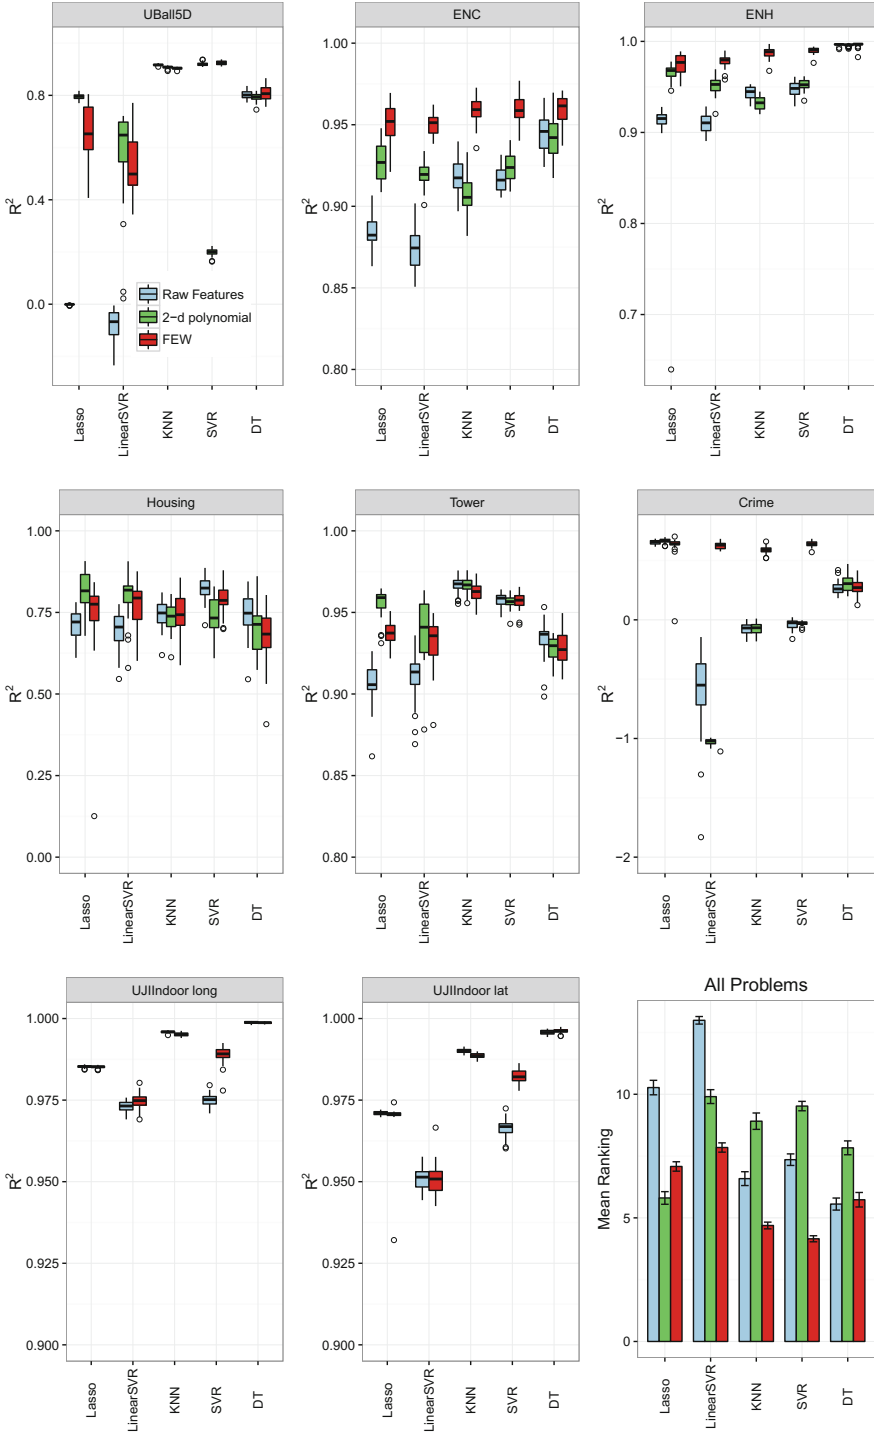 UBall5D
ENC
ENH
R²
0.8
0.4
0.0
Raw Features
2−d polynomial
FEW
Lasso
LinearSVR
KNN
SVR
DT
R²
1.00
0.95
0.90
0.85
0.80
Lasso
LinearSVR
KNN
SVR
DT
R²
1.0
0.9
0.8
0.7
Lasso
LinearSVR
KNN
SVR
DT
Housing
Tower
Crime
R²
1.00
0.75
0.50
0.25
0.00
Lasso
LinearSVR
KNN
SVR
DT
R²
1.00
0.95
0.90
0.85
0.80
Lasso
LinearSVR
KNN
SVR
DT
R²
0
−1
−2
Lasso
LinearSVR
KNN
SVR
DT
UJIIndoor long
UJIIndoor lat
All Problems
R²
1.000
0.975
0.950
0.925
0.900
Lasso
LinearSVR
KNN
SVR
DT
R²
1.000
0.975
0.950
0.925
0.900
Lasso
LinearSVR
KNN
SVR
DT
Mean Ranking
10
5
0
Lasso
LinearSVR
KNN
SVR
DT